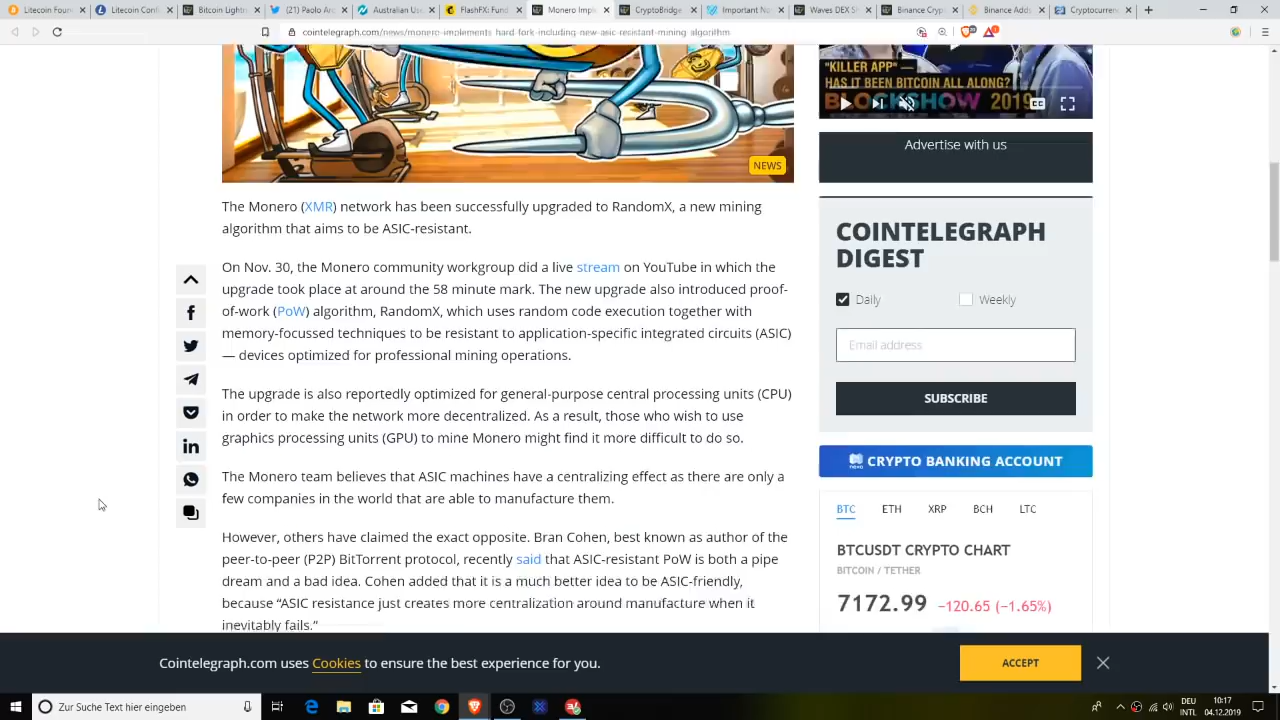 Litecoin Foun
Litecoin Confi
Bitcoin Lightn
(21) Paolo Arc
Australian Use
FlashFX: Fund
Monero Imple
CryptoBridge
Important Na
Waves DEX Sh
Binance Crypt
Binance Adds
Cryptocurren
cointelegraph.com/news/monero-implements-hard-fork-including-new-asic-resistant-mining-algorithm
NEWS
"KILLER APP" —
HAS IT BEEN BITCOIN ALL ALONG?
BLOCKSHOW 2019
CC
Advertise with us
The Monero (XMR) network has been successfully upgraded to RandomX, a new mining
algorithm that aims to be ASIC-resistant.
On Nov. 30, the Monero community workgroup did a live stream on YouTube in which the
upgrade took place at around the 58 minute mark. The new upgrade also introduced proof-
of-work (PoW) algorithm, RandomX, which uses random code execution together with
memory-focussed techniques to be resistant to application-specific integrated circuits (ASIC)
— devices optimized for professional mining operations.
The upgrade is also reportedly optimized for general-purpose central processing units (CPU)
in order to make the network more decentralized. As a result, those who wish to use
graphics processing units (GPU) to mine Monero might find it more difficult to do so.
The Monero team believes that ASIC machines have a centralizing effect as there are only a
few companies in the world that are able to manufacture them.
However, others have claimed the exact opposite. Bran Cohen, best known as author of the
peer-to-peer (P2P) BitTorrent protocol, recently said that ASIC-resistant PoW is both a pipe
dream and a bad idea. Cohen added that it is a much better idea to be ASIC-friendly,
because “ASIC resistance just creates more centralization around manufacture when it
inevitably fails.”
COINTELEGRAPH
DIGEST
Daily
Weekly
Email address
SUBSCRIBE
nexo CRYPTO BANKING ACCOUNT
BTC ETH XRP BCH LTC
BTCUSDT CRYPTO CHART
BITCOIN / TETHER
7172.99 −120.65 (−1.65%)
Cointelegraph.com uses Cookies to ensure the best experience for you.
ACCEPT
Zur Suche Text hier eingeben
DEU
INTL
10:17
04.12.2019